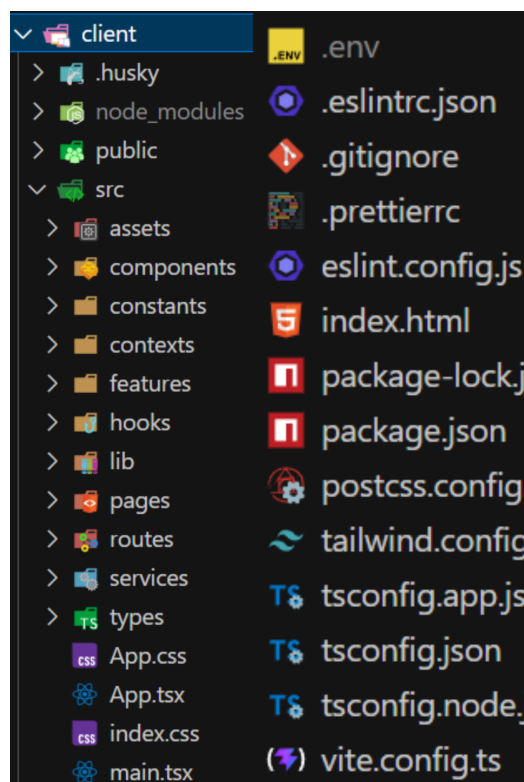 client
.husky
node_modules
public
src
assets
components
constants
contexts
features
hooks
lib
pages
routes
services
types
App.css
App.tsx
index.css
main.tsx
.env
.eslintrc.json
.gitignore
.prettierrc
eslint.config.js
index.html
package-lock.j
package.json
postcss.config
tailwind.config
tsconfig.app.js
tsconfig.json
tsconfig.node.
vite.config.ts